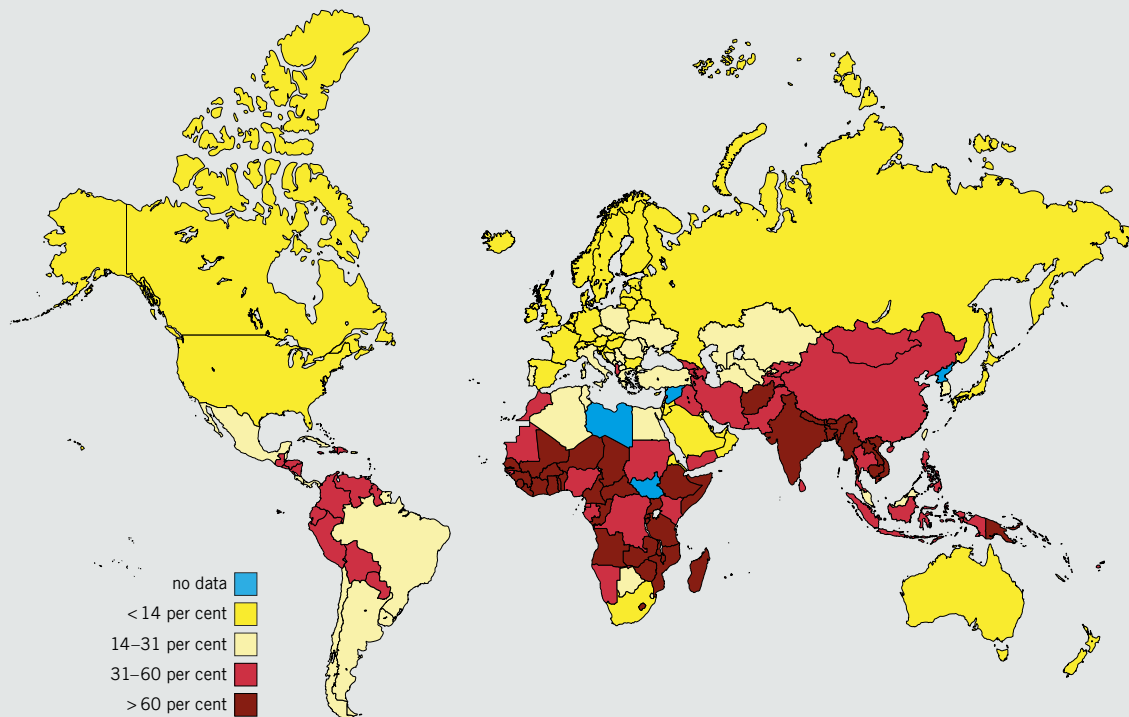 no data
< 14 per cent
14–31 per cent
31–60 per cent
> 60 per cent